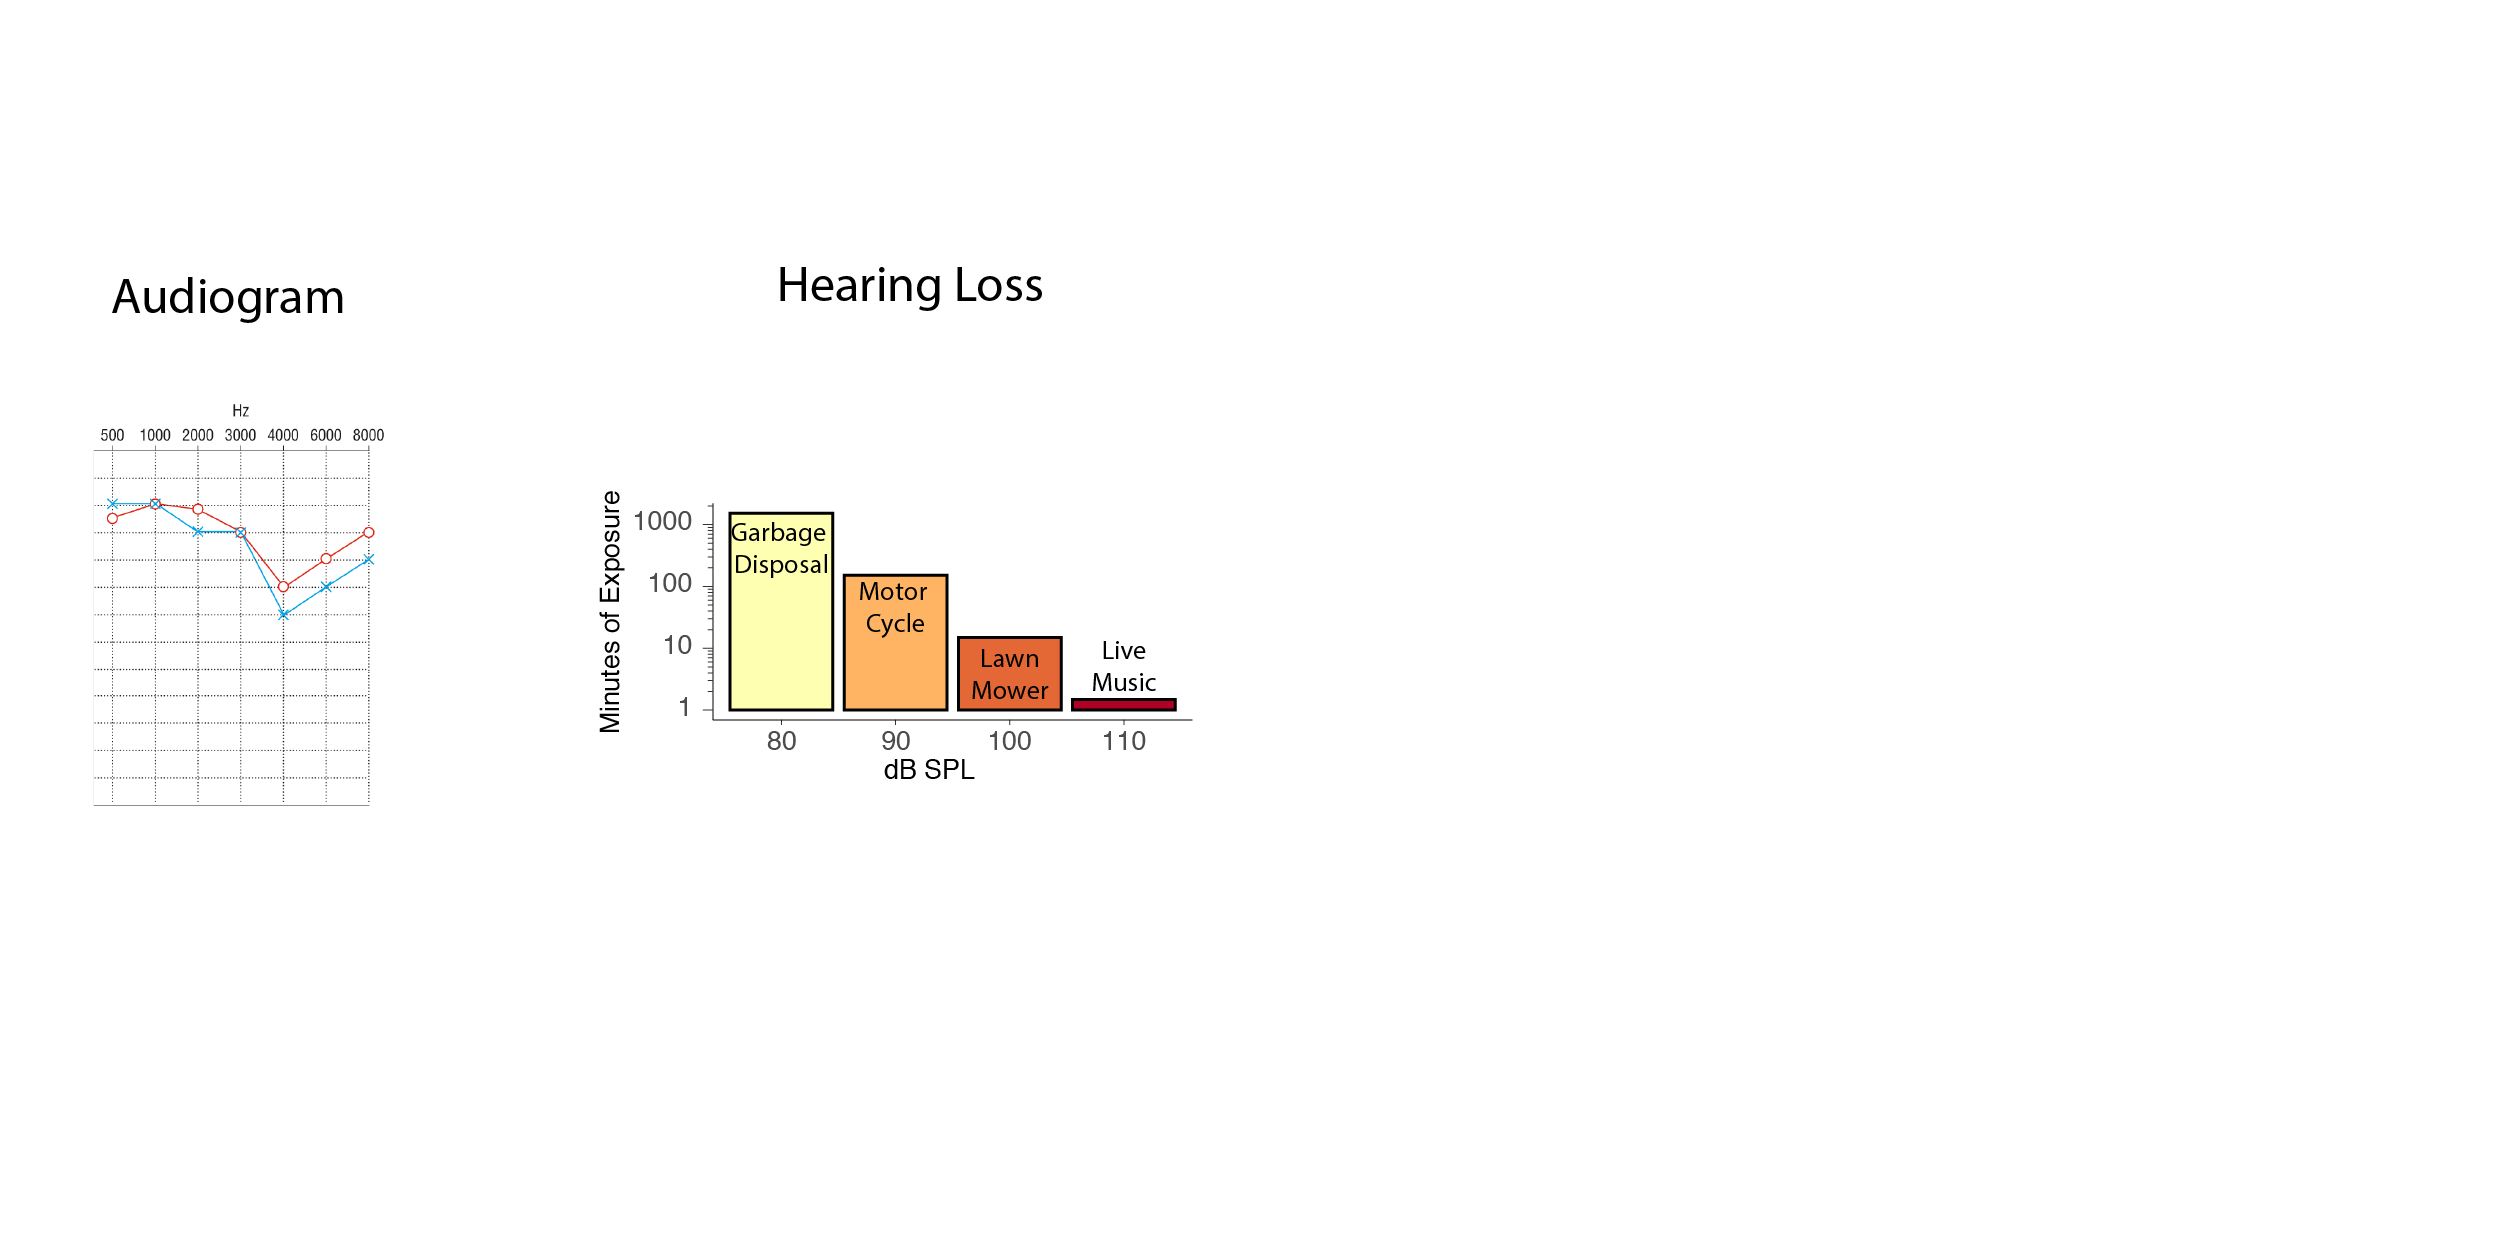 Audiogram
Hz
500 1000 2000 3000 4000 6000 8000
Hearing Loss
Minutes of Exposure
1000
100
10
1
Garbage
Disposal
Motor
Cycle
Lawn
Mower
Live
Music
80 90 100 110
dB SPL